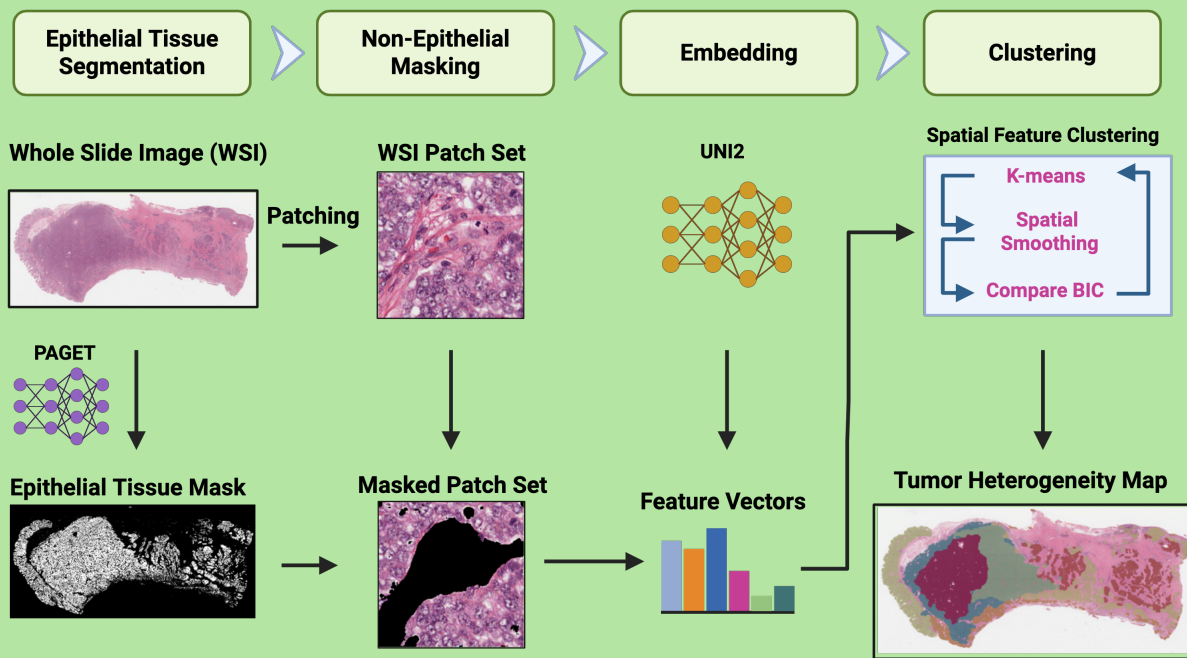 Epithelial Tissue
Segmentation
Non-Epithelial
Masking
Embedding
Clustering
Whole Slide Image (WSI)
Patching
WSI Patch Set
UNI2
Spatial Feature Clustering
K-means
Spatial
Smoothing
Compare BIC
PAGET
Epithelial Tissue Mask
Masked Patch Set
Feature Vectors
Tumor Heterogeneity Map